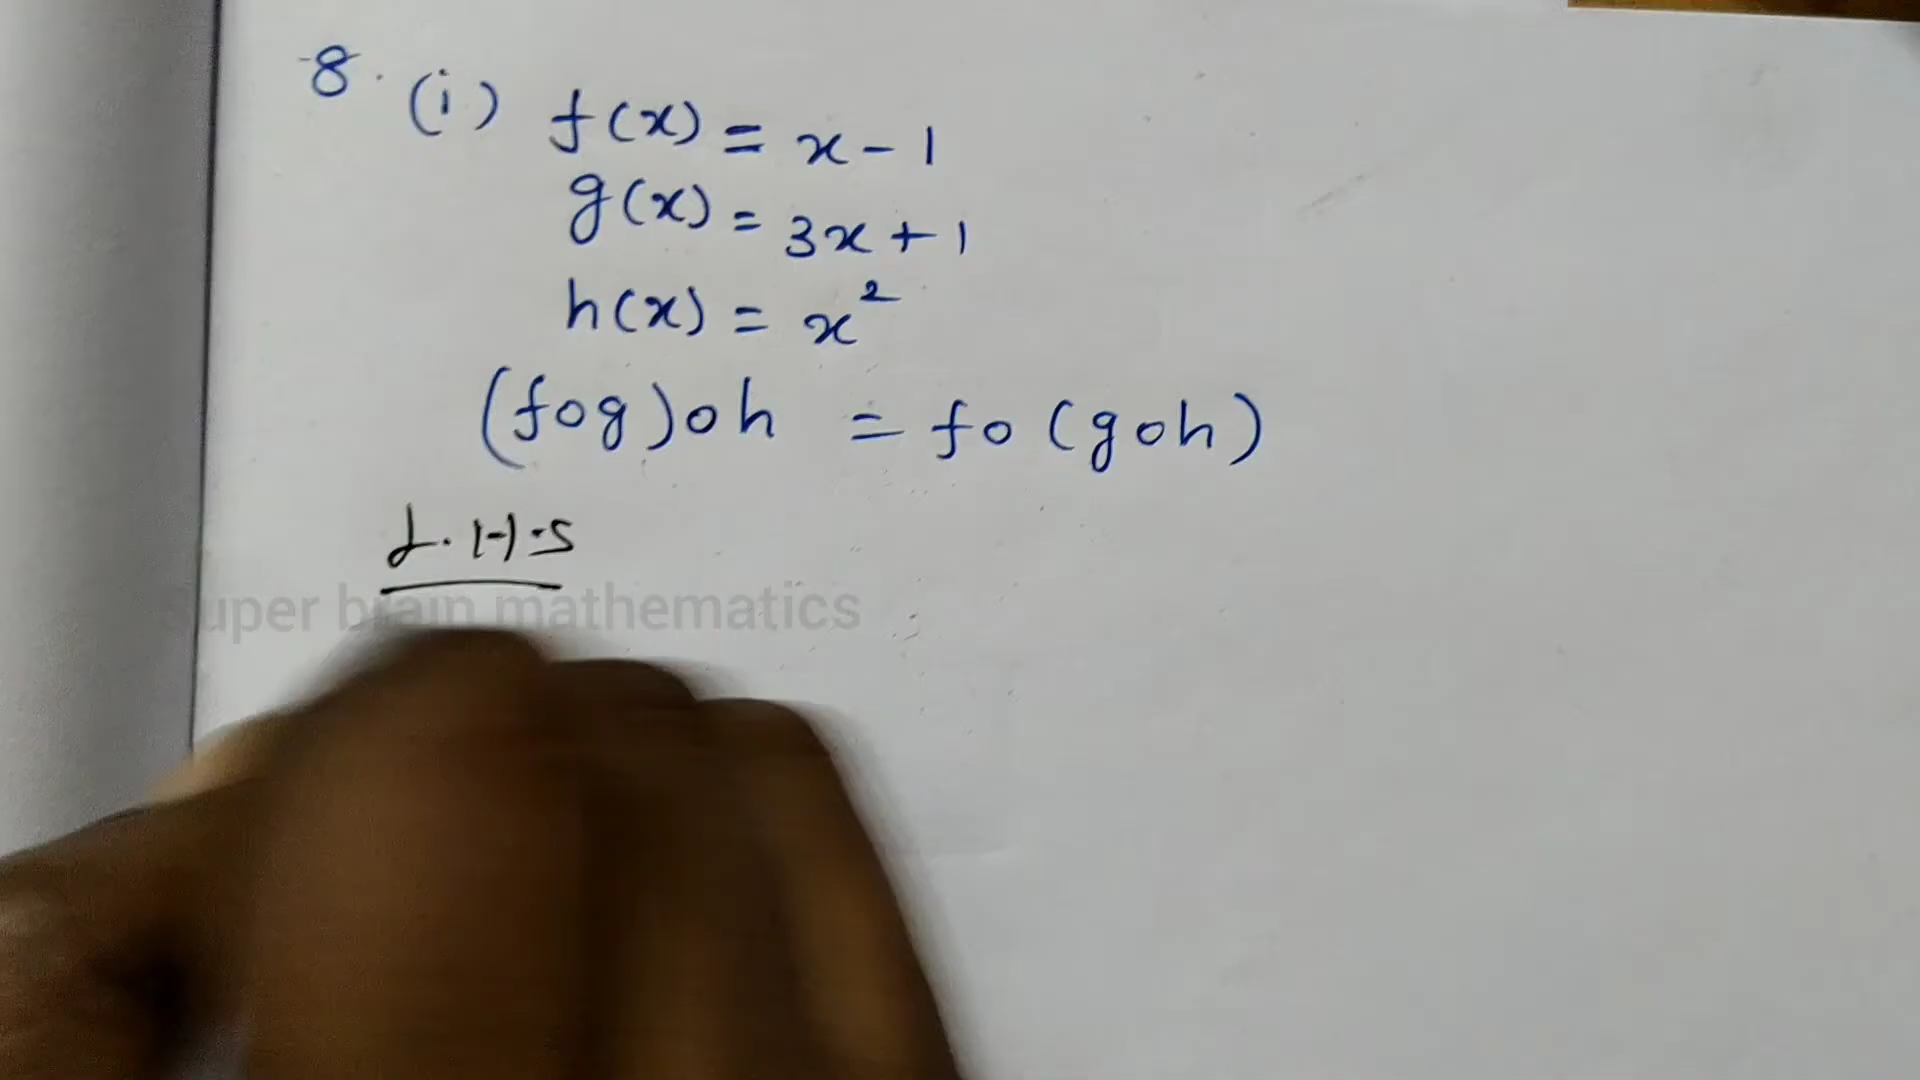 8. (i) f(x) = x - 1
g(x) = 3x + 1
h(x) = x²
(fog)oh = fo(goh)
L.H.S
Super brain mathematics